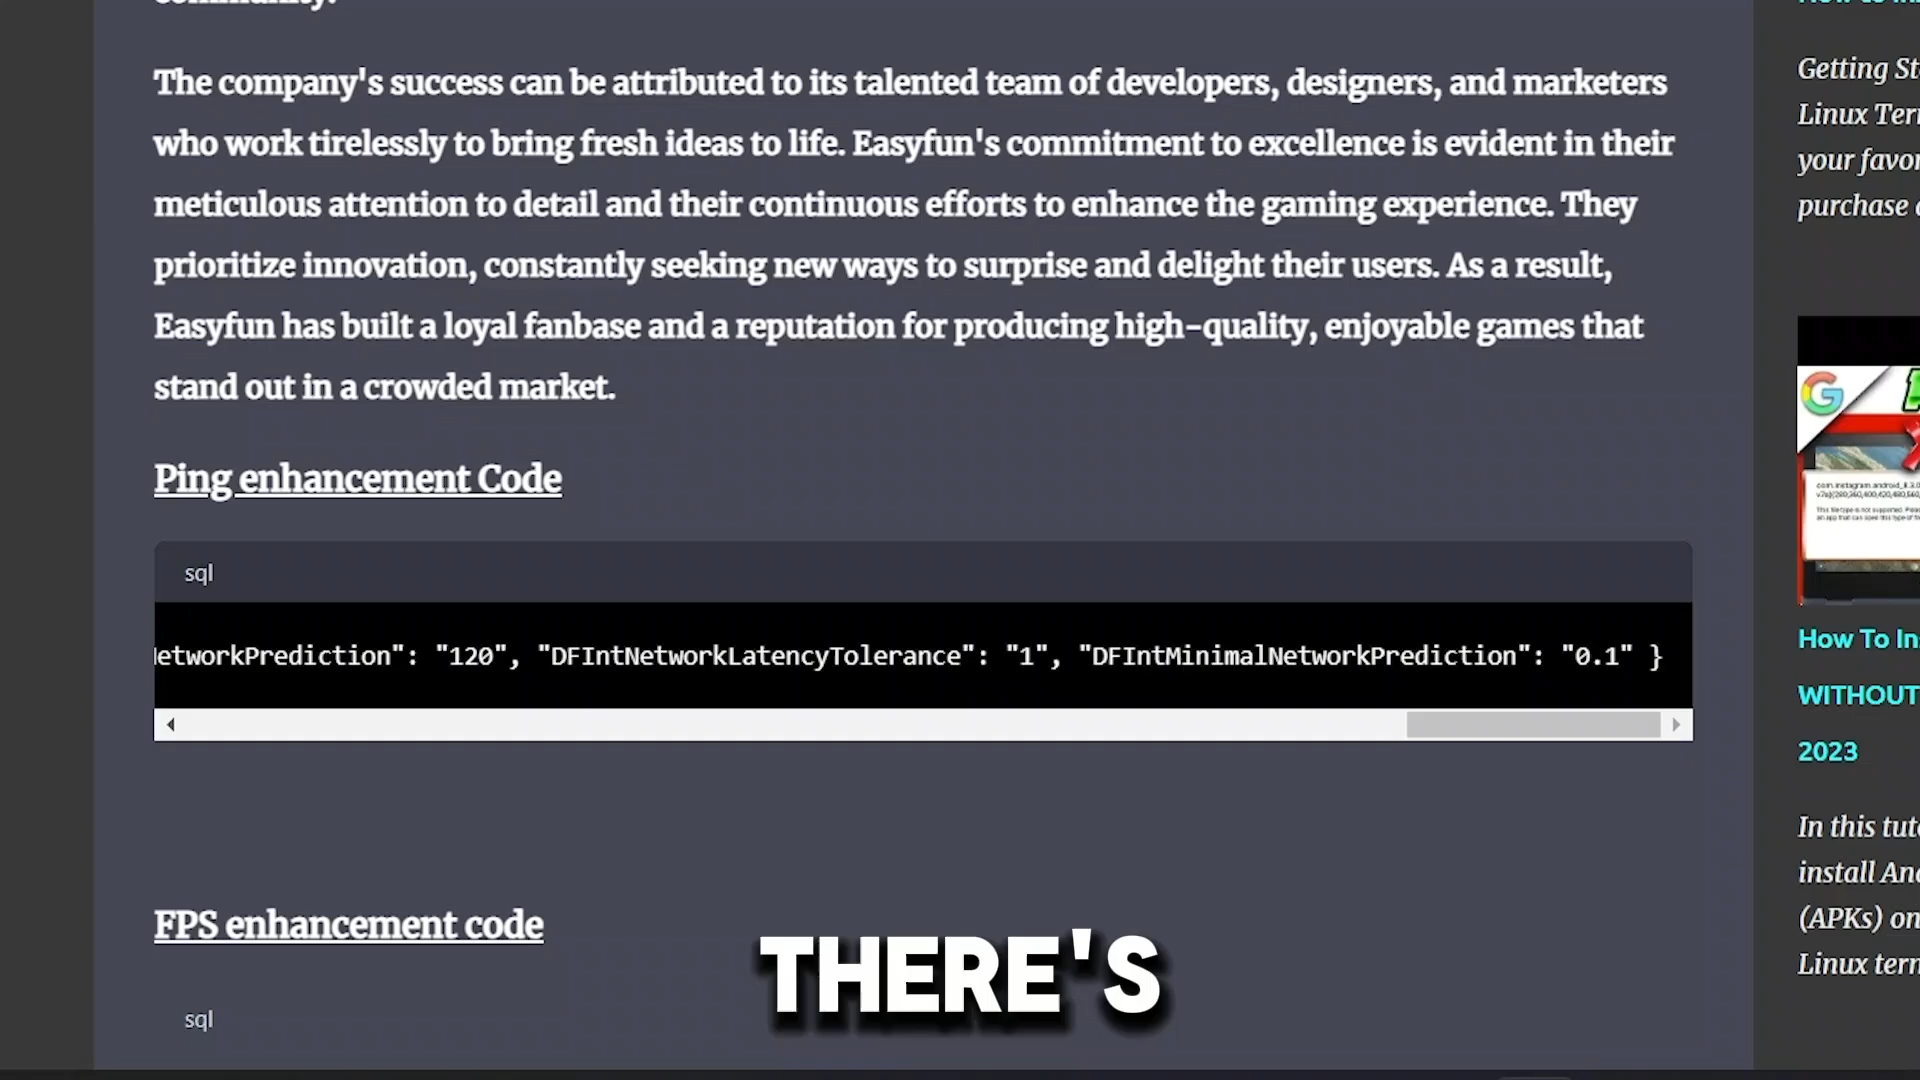 community.
The company's success can be attributed to its talented team of developers, designers, and marketers
who work tirelessly to bring fresh ideas to life. Easyfun's commitment to excellence is evident in their
meticulous attention to detail and their continuous efforts to enhance the gaming experience. They
prioritize innovation, constantly seeking new ways to surprise and delight their users. As a result,
Easyfun has built a loyal fanbase and a reputation for producing high-quality, enjoyable games that
stand out in a crowded market.
Ping enhancement Code
sql
etworkPrediction": "120", "DFIntNetworkLatencyTolerance": "1", "DFIntMinimalNetworkPrediction": "0.1" }
FPS enhancement code
sql
THERE'S
Getting St
Linux Ter
your favor
purchase
How To In
WITHOUT
2023
In this tut
install An
(APKs) on
Linux tern